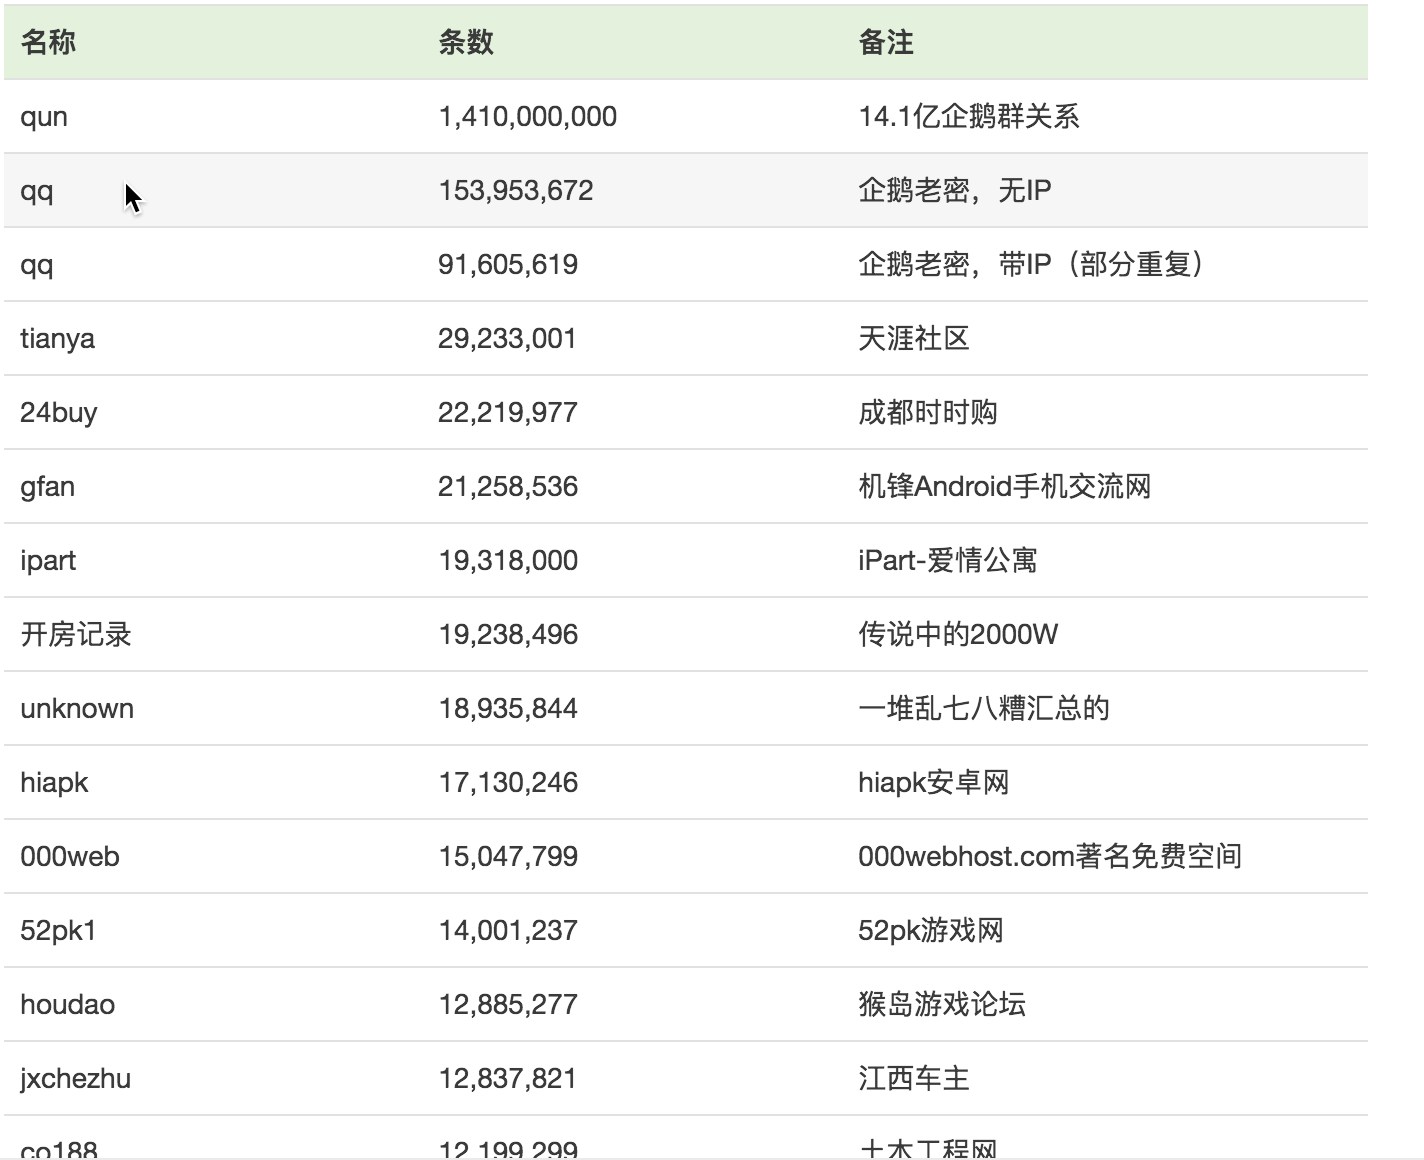 名称 条数 备注
qun 1,410,000,000 14.1亿企鹅群关系
qq 153,953,672 企鹅老密，无IP
qq 91,605,619 企鹅老密，带IP（部分重复）
tianya 29,233,001 天涯社区
24buy 22,219,977 成都时时购
gfan 21,258,536 机锋Android手机交流网
ipart 19,318,000 iPart-爱情公寓
开房记录 19,238,496 传说中的2000W
unknown 18,935,844 一堆乱七八糟汇总的
hiapk 17,130,246 hiapk安卓网
000web 15,047,799 000webhost.com著名免费空间
52pk1 14,001,237 52pk游戏网
houdao 12,885,277 猴岛游戏论坛
jxchezhu 12,837,821 江西车主
co188 12,199,299 土木工程网